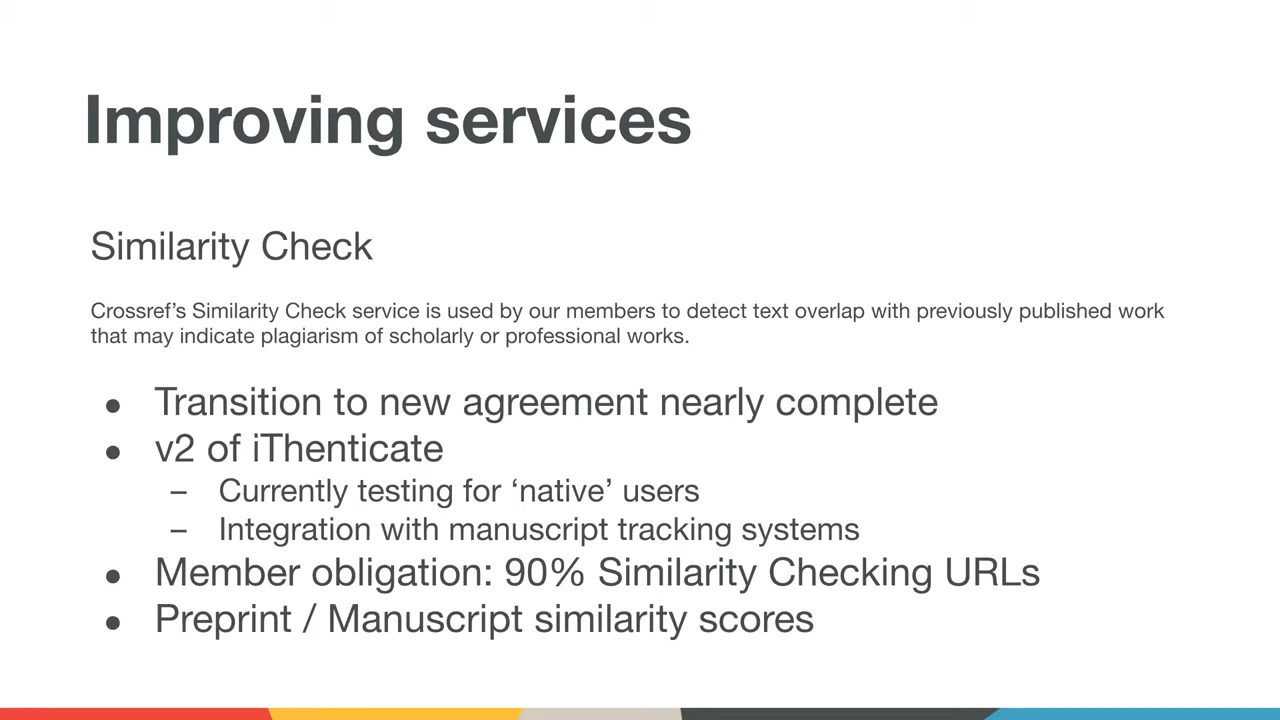 Improving services
Similarity Check
Crossref’s Similarity Check service is used by our members to detect text overlap with previously published work
that may indicate plagiarism of scholarly or professional works.
● Transition to new agreement nearly complete
● v2 of iThenticate
– Currently testing for ‘native’ users
– Integration with manuscript tracking systems
● Member obligation: 90% Similarity Checking URLs
● Preprint / Manuscript similarity scores